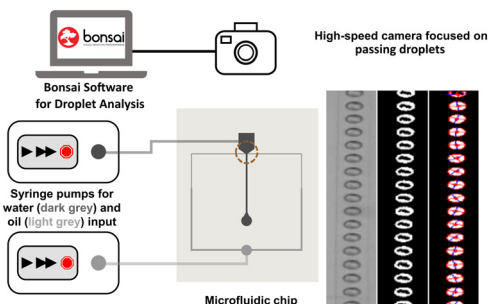 bonsai
High-speed camera focused on
passing droplets
Bonsai Software
for Droplet Analysis
Syringe pumps for
water (dark grey) and
oil (light grey) input
Microfluidic chip